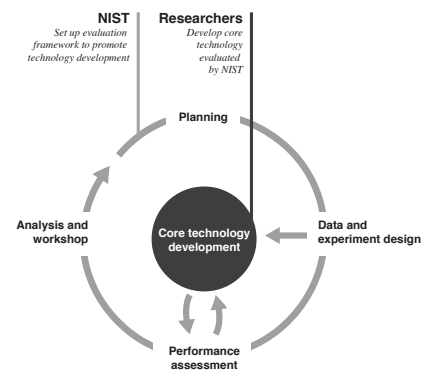 NIST
Set up evaluation
framework to promote
technology development
Researchers
Develop core
technology
evaluated
by NIST
Planning
Analysis and
workshop
Core technology
development
Data and
experiment design
Performance
assessment